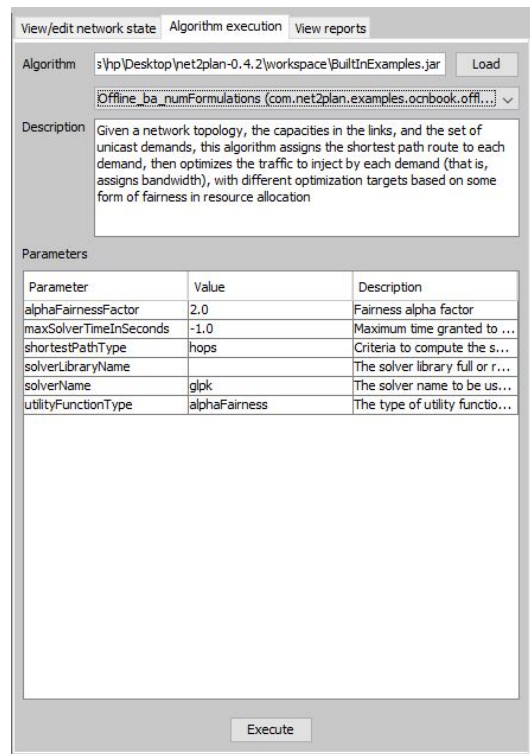 View/edit network state Algorithm execution View reports
Algorithm s\hp\Desktop\net2plan-0.4.2\workspace\BuiltInExamples.jar Load
Offline_ba_numFormulations (com.net2plan.examples.ocnbook.offl...
Description Given a network topology, the capacities in the links, and the set of
unicast demands, this algorithm assigns the shortest path route to each
demand, then optimizes the traffic to inject by each demand (that is,
assigns bandwidth), with different optimization targets based on some
form of fairness in resource allocation
Parameters
Parameter Value Description
alphaFairnessFactor 2.0 Fairness alpha factor
maxSolverTimeInSeconds -1.0 Maximum time granted to ...
shortestPathType hops Criteria to compute the s...
solverLibraryName The solver library full or r...
solverName glpk The solver name to be us...
utilityFunctionType alphaFairness The type of utility functio...
Execute